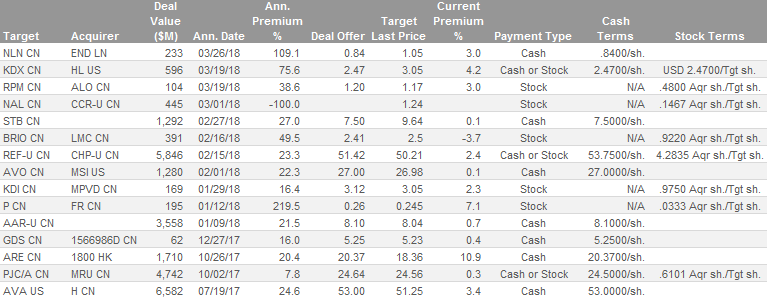 Deal Ann. Current
Value Premium Target Premium Cash
Target Acquirer ($M) Ann. Date % Deal Offer Last Price % Payment Type Terms Stock Terms
NLN CN END LN 233 03/26/18 109.1 0.84 1.05 3.0 Cash .8400/sh.
KDX CN HL US 596 03/19/18 75.6 2.47 3.05 4.2 Cash or Stock 2.4700/sh. USD 2.4700/Tgt sh.
RPM CN ALO CN 104 03/19/18 38.6 1.20 1.17 3.0 Stock N/A .4800 Aqr sh./Tgt sh.
NAL CN CCR-U CN 445 03/01/18 -100.0 1.24 Stock N/A .1467 Aqr sh./Tgt sh.
STB CN 1,292 02/27/18 27.0 7.50 9.64 0.1 Cash 7.5000/sh.
BRIO CN LMC CN 391 02/16/18 49.5 2.41 2.5 -3.7 Stock N/A .9220 Aqr sh./Tgt sh.
REF-U CN CHP-U CN 5,846 02/15/18 23.3 51.42 50.21 2.4 Cash or Stock 53.7500/sh. 4.2835 Aqr sh./Tgt sh.
AVO CN MSI US 1,280 02/01/18 22.3 27.00 26.98 0.1 Cash 27.0000/sh.
KDI CN MPVD CN 169 01/29/18 16.4 3.12 3.05 2.3 Stock N/A .9750 Aqr sh./Tgt sh.
P CN FR CN 195 01/12/18 219.5 0.26 0.245 7.1 Stock N/A .0333 Aqr sh./Tgt sh.
AAR-U CN 3,558 01/09/18 21.5 8.10 8.04 0.7 Cash 8.1000/sh.
GDS CN 1566986D CN 62 12/27/17 16.0 5.25 5.23 0.4 Cash 5.2500/sh.
ARE CN 1800 HK 1,710 10/26/17 20.4 20.37 18.36 10.9 Cash 20.3700/sh.
PJC/A CN MRU CN 4,742 10/02/17 7.8 24.64 24.56 0.3 Cash or Stock 24.5000/sh. .6101 Aqr sh./Tgt sh.
AVA US H CN 6,582 07/19/17 24.6 53.00 51.25 3.4 Cash 53.0000/sh.